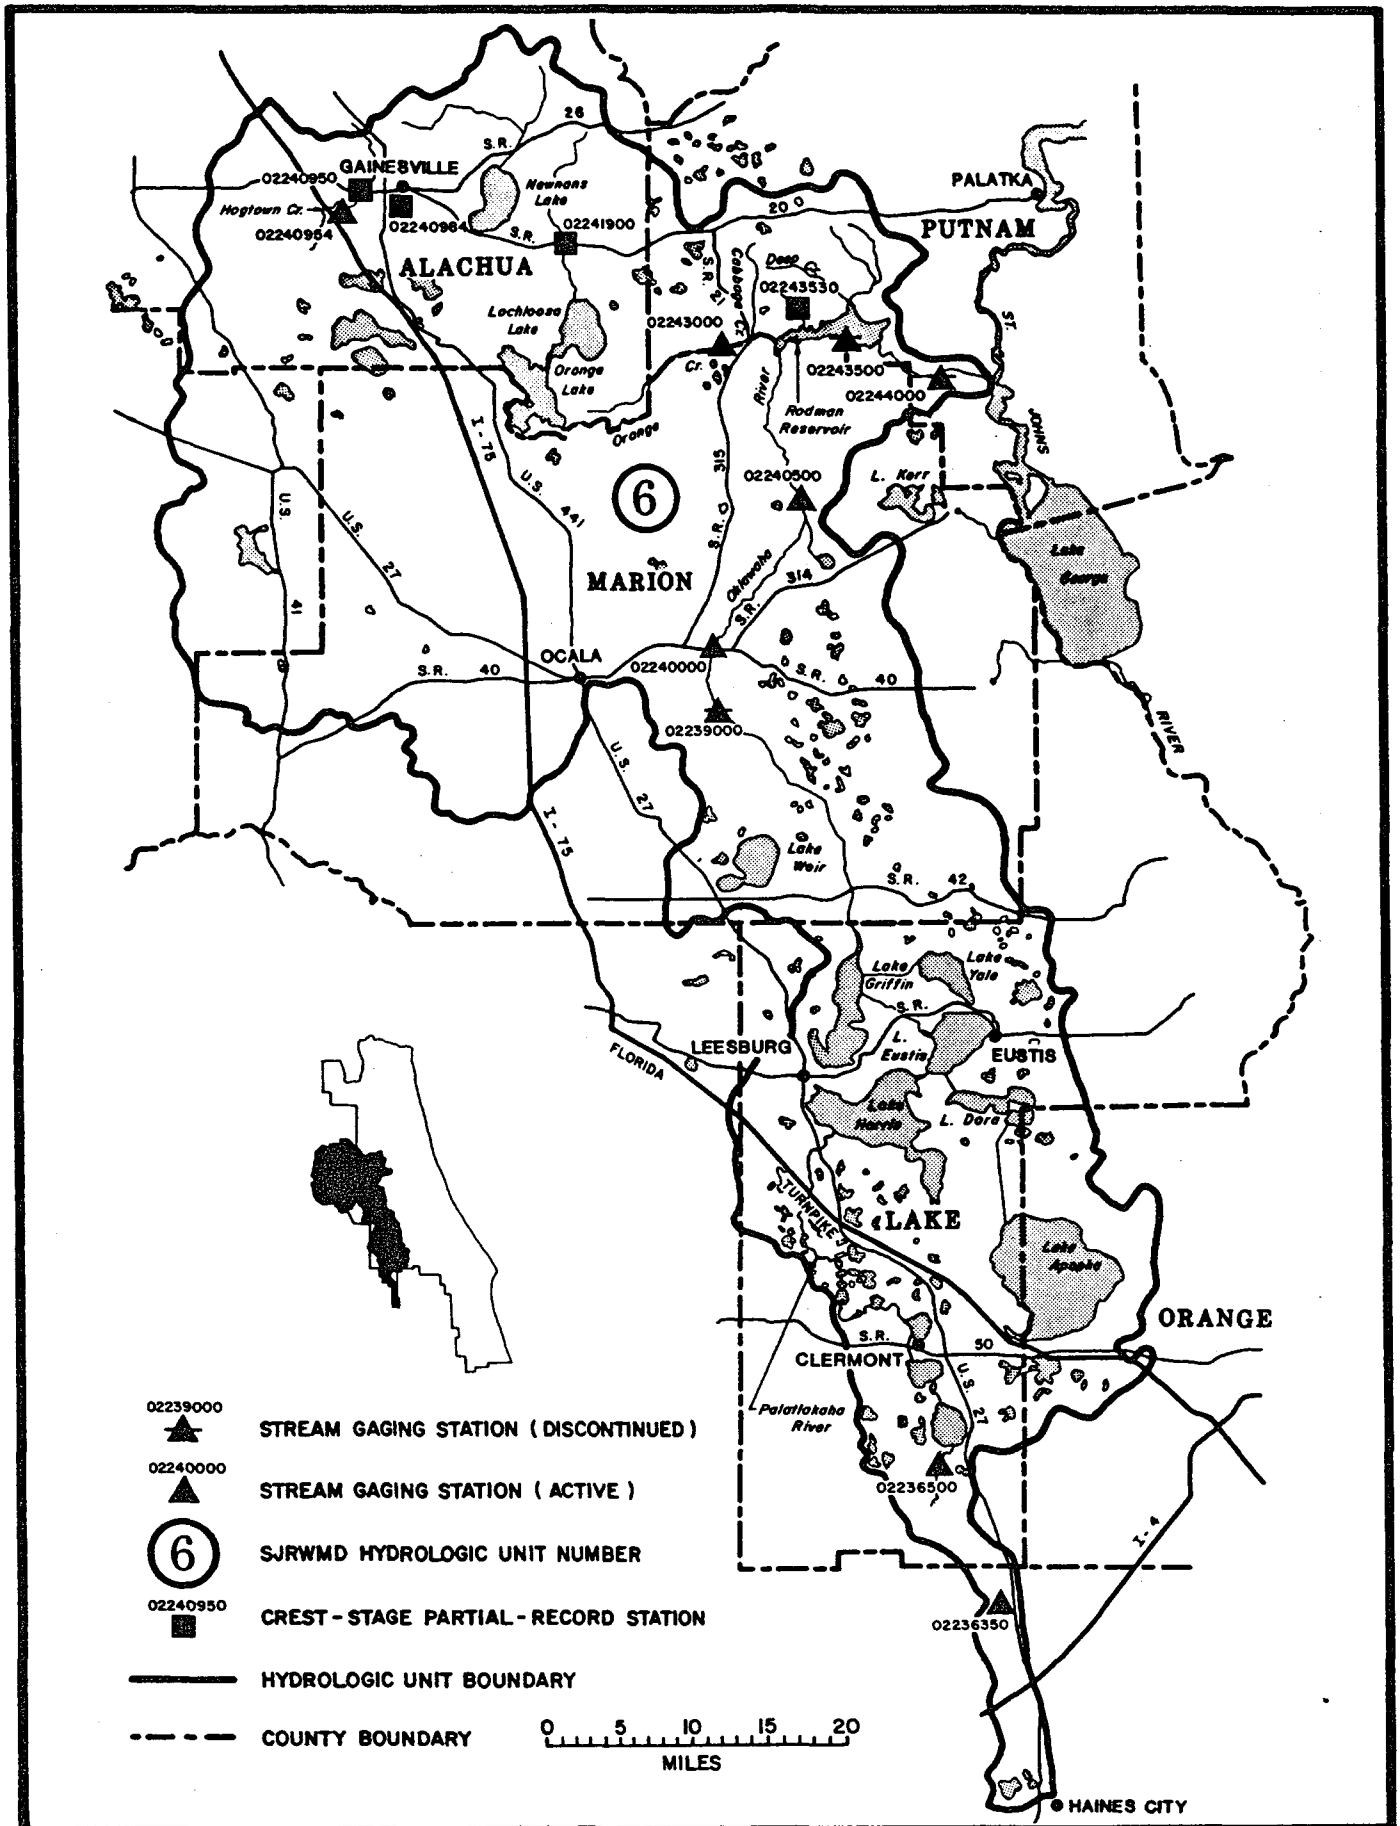 26
S.R.
GAINESVILLE
02240950
PALATKA
Newnans
Lake
Hogtown Cr.
20
02240954
02240984
S.R.
02241900
PUTNAM
ALACHUA
S.R.
21
Cabbage Cr.
Deep
02243530
ST.
Lochloosa
Lake
02243000
02243500
Cr.
Orange
Lake
River
02244000
Rodman
Reservoir
JOHNS
Orange
I-75
315
S.R.
02240500
L. Kerr
U.S.
U.S.
441
6
U.S.
27
Lake
George
MARION
Oklawaha
314
S.R.
41
OCALA
S.R. 40
02240000
S.R. 40
RIVER
02239000
U.S.
27
I-75
Lake
Weir
S.R. 42
Lake
Griffin
Lake
Yale
S.R.
LEESBURG
L.
Eustis
EUSTIS
FLORIDA
Lake
Harris
L. Dora
TURNPIKE
LAKE
Lake
Apopka
ORANGE
S.R. 50
CLERMONT
U.S.
27
Palatlakaha
River
02239000
STREAM GAGING STATION (DISCONTINUED)
02240000
STREAM GAGING STATION (ACTIVE)
02236500
I-4
6
SJRWMD HYDROLOGIC UNIT NUMBER
02240950
CREST-STAGE PARTIAL-RECORD STATION
02236350
HYDROLOGIC UNIT BOUNDARY
COUNTY BOUNDARY
0 5 10 15 20
MILES
HAINES CITY